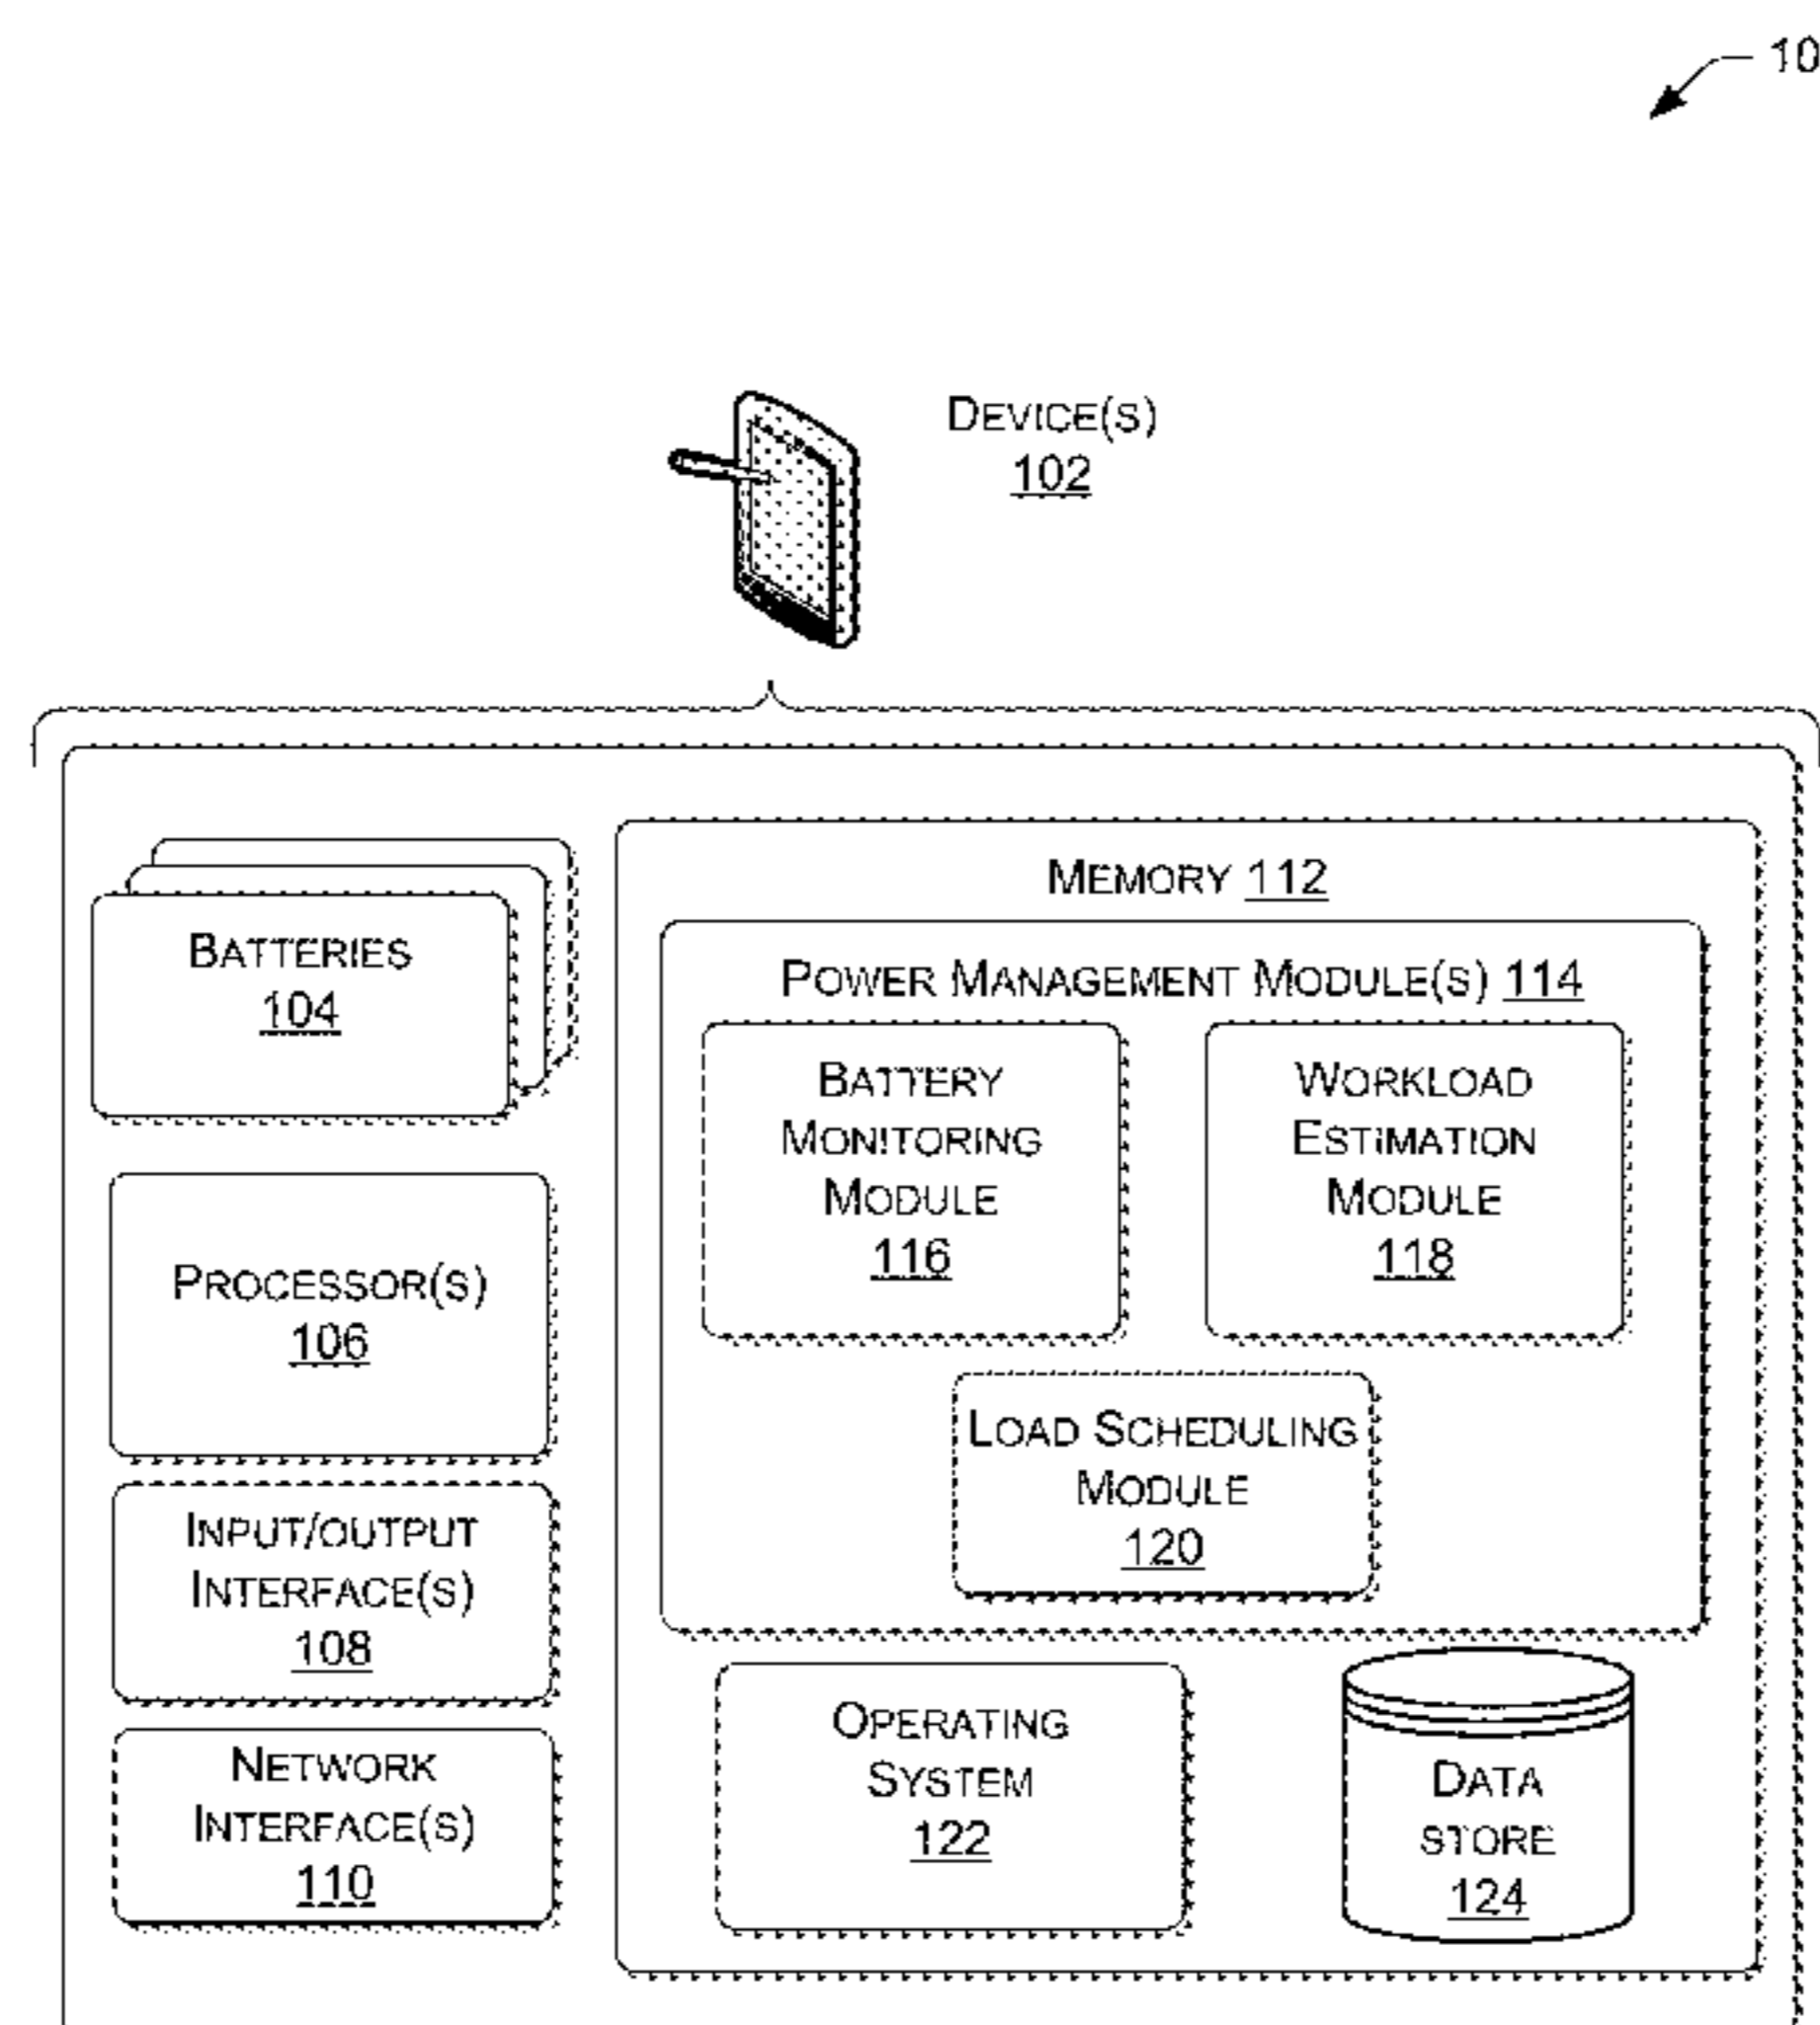 10
DEVICE(S)
102
BATTERIES
104
PROCESSOR(S)
106
INPUT/OUTPUT
INTERFACE(S)
108
NETWORK
INTERFACE(S)
110
MEMORY 112
POWER MANAGEMENT MODULE(S) 114
BATTERY
MONITORING
MODULE
116
WORKLOAD
ESTIMATION
MODULE
118
LOAD SCHEDULING
MODULE
120
OPERATING
SYSTEM
122
DATA
STORE
124